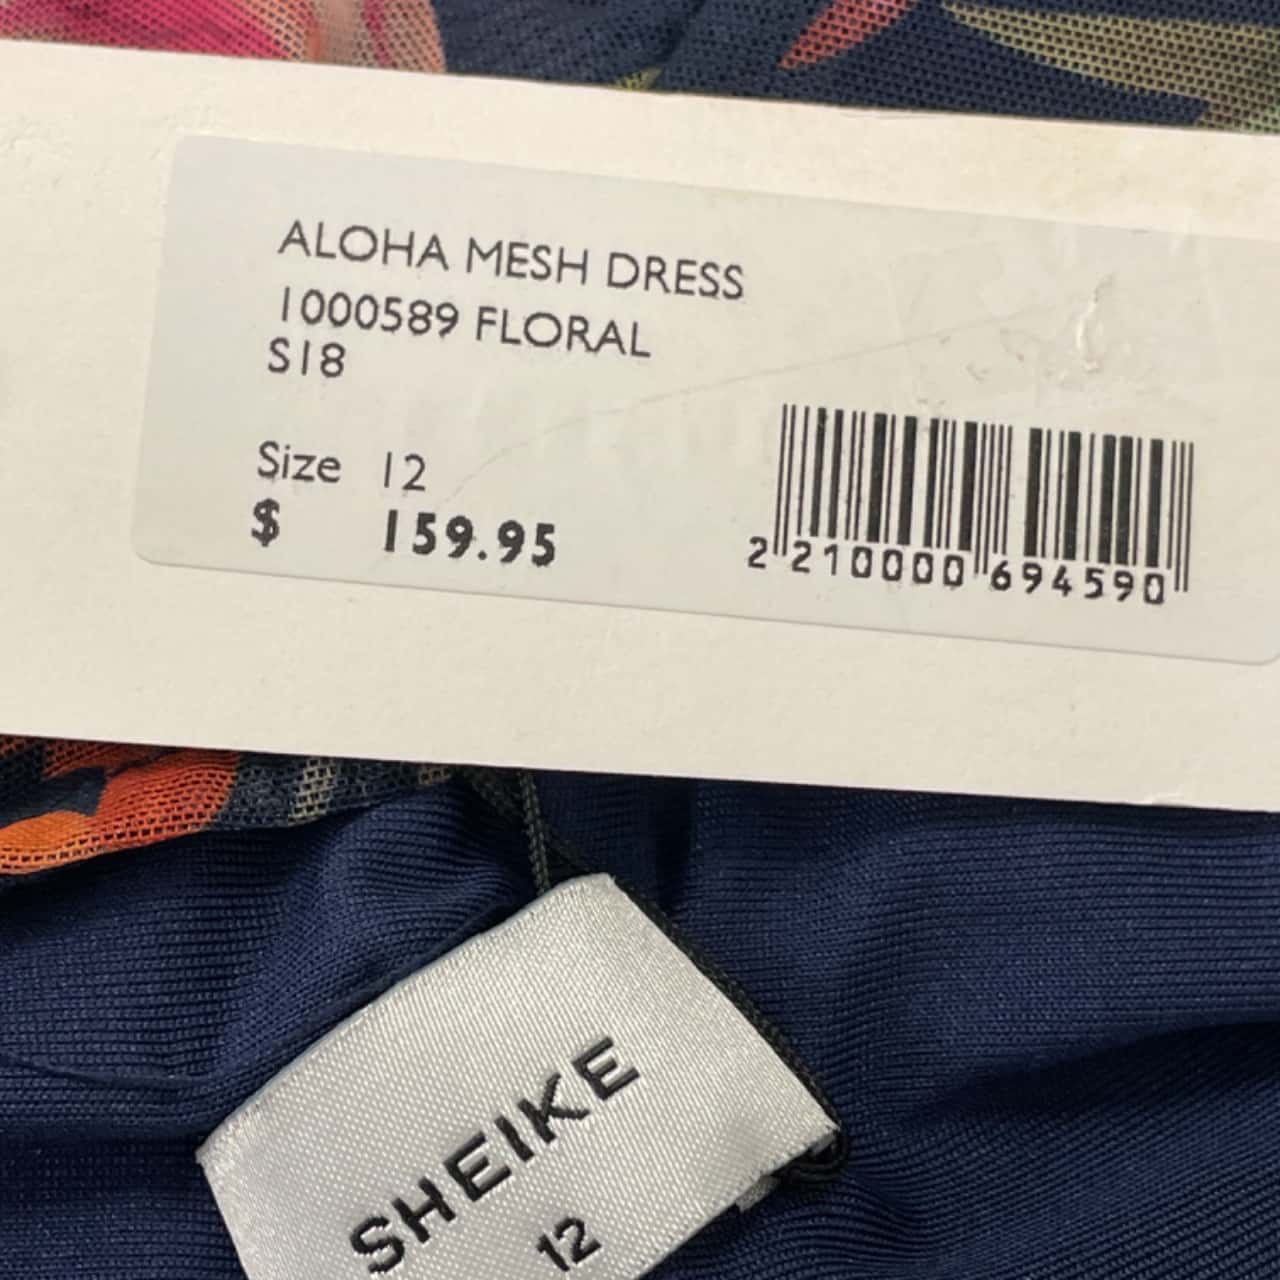 ALOHA MESH DRESS
1000589 FLORAL
S18
Size 12
$ 159.95
2 210000 694590
SHEIKE
12